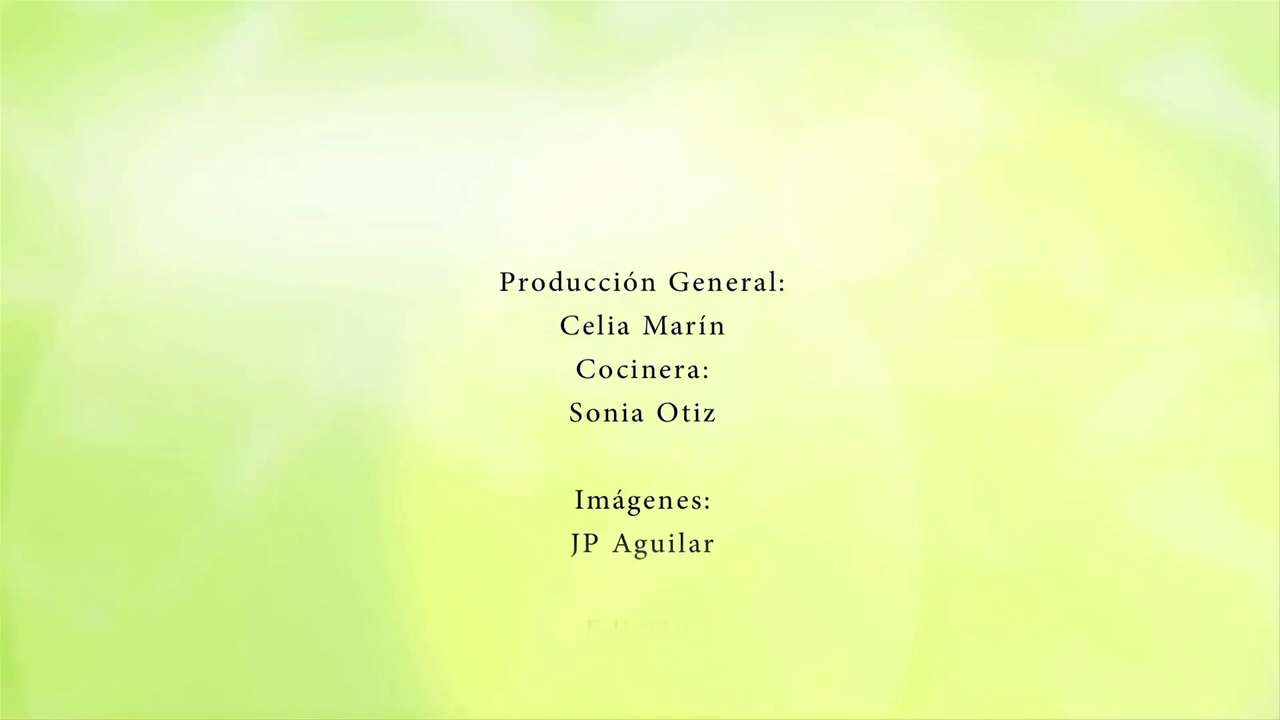 Producción General:
Celia Marín
Cocinera:
Sonia Otiz
Imágenes:
JP Aguilar